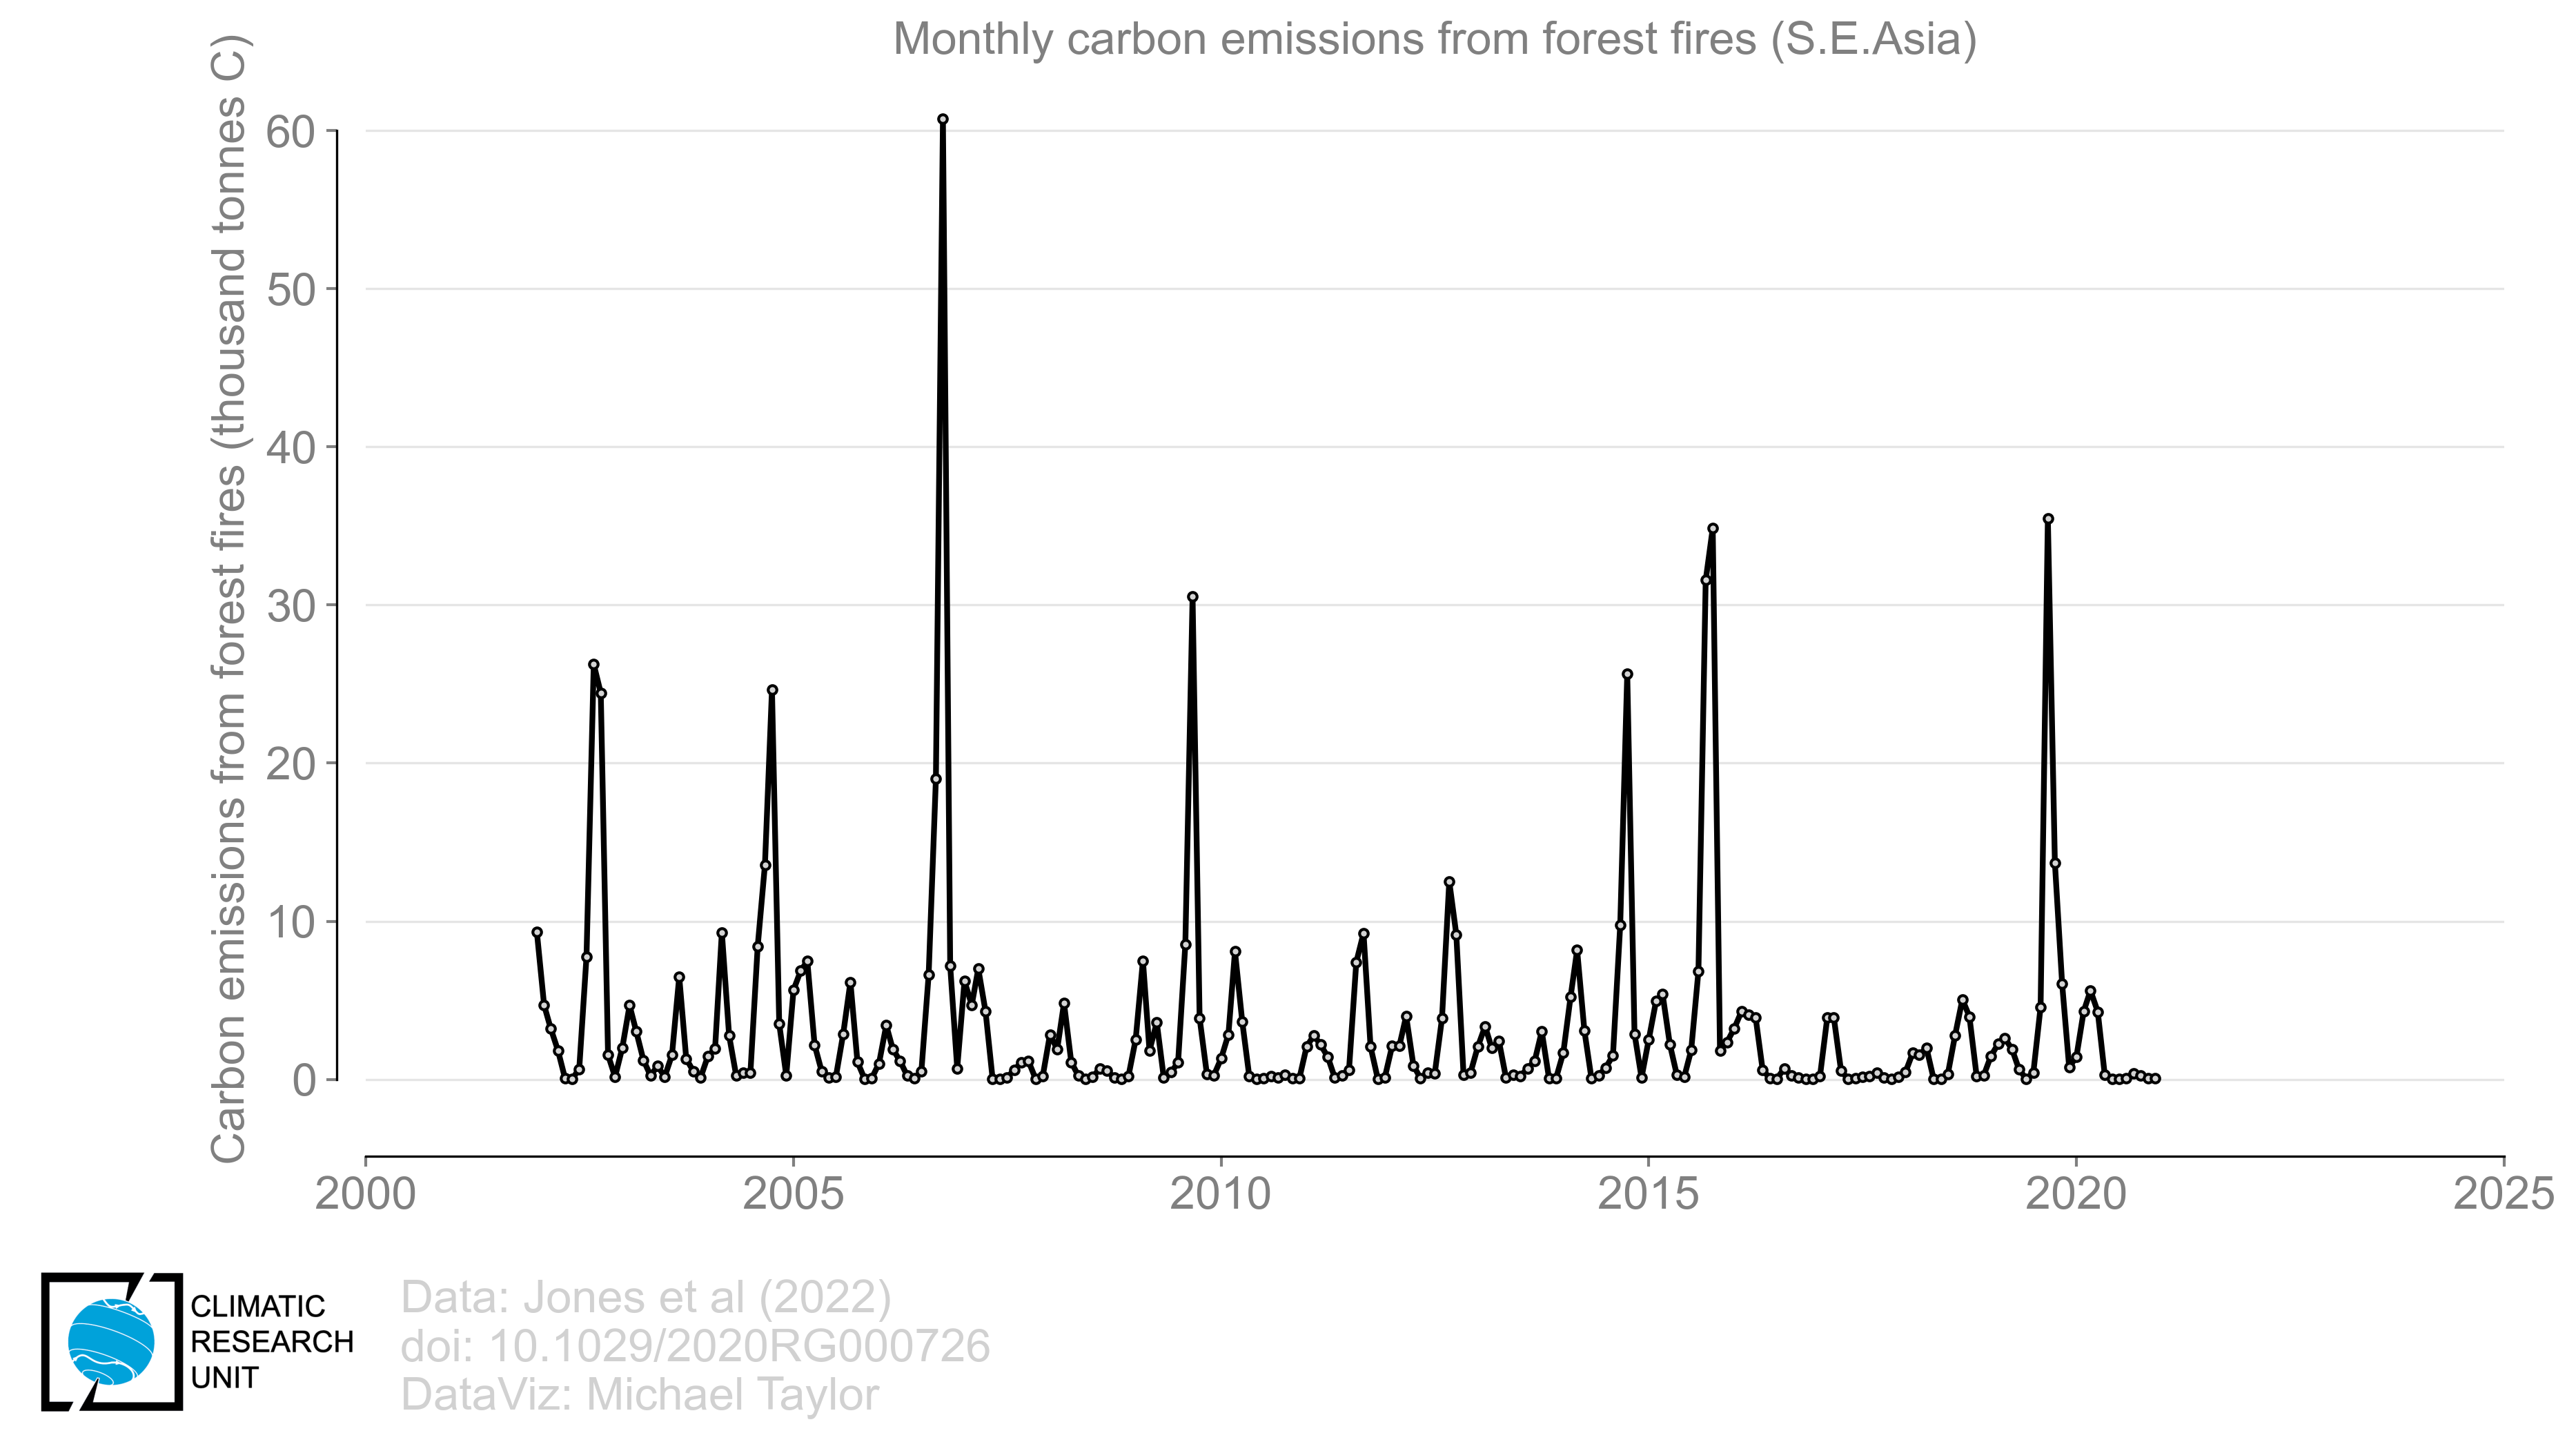 Monthly carbon emissions from forest fires (S.E.Asia)
Carbon emissions from forest fires (thousand tonnes C)
60
50
40
30
20
10
0
2000
2005
2010
2015
2020
2025
CLIMATIC
RESEARCH
UNIT
Data: Jones et al (2022)
doi: 10.1029/2020RG000726
DataViz: Michael Taylor